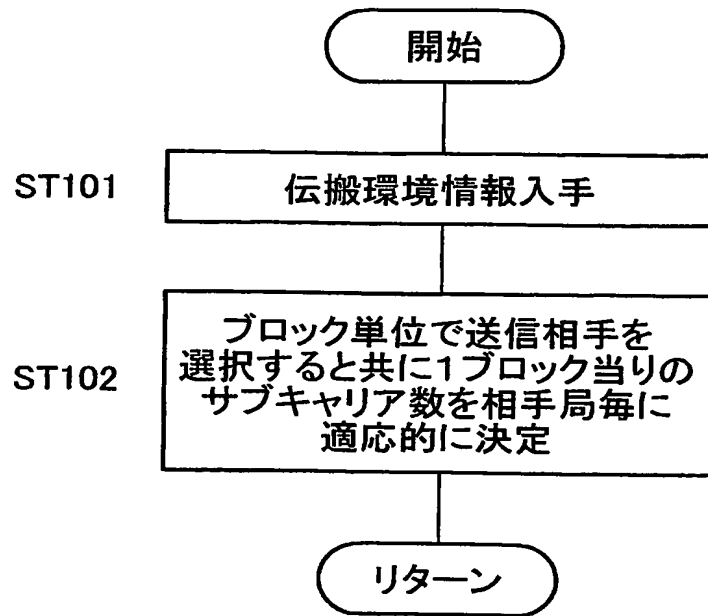 開始
ST101
伝搬環境情報入手
ST102
ブロック単位で送信相手を
選択すると共に1ブロック当りの
サブキャリア数を相手局毎に
適応的に決定
リターン